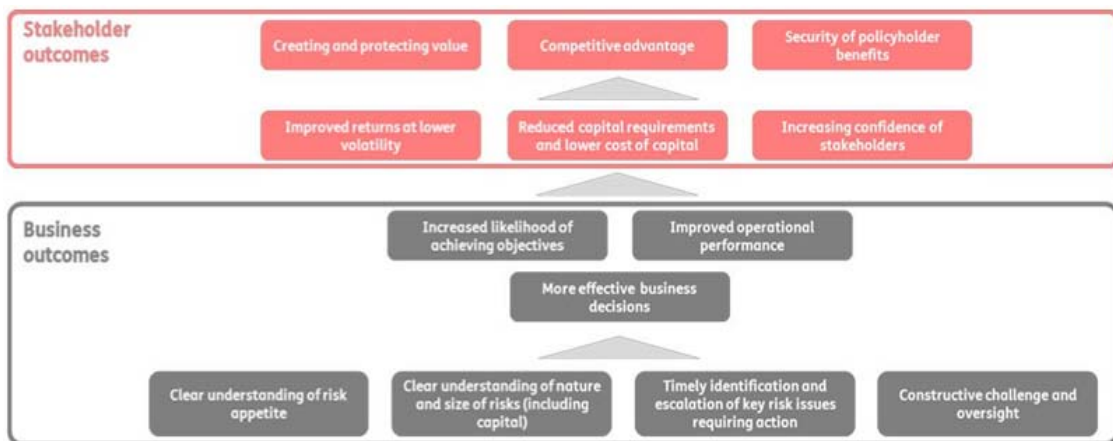 Stakeholder
outcomes
Creating and protecting value
Competitive advantage
Security of policyholder
benefits
Improved returns at lower
volatility
Reduced capital requirements
and lower cost of capital
Increasing confidence of
stakeholders
Business
outcomes
Increased likelihood of
achieving objectives
Improved operational
performance
More effective business
decisions
Clear understanding of risk
appetite
Clear understanding of nature
and size of risks (including
capital)
Timely identification and
escalation of key risk issues
requiring action
Constructive challenge and
oversight